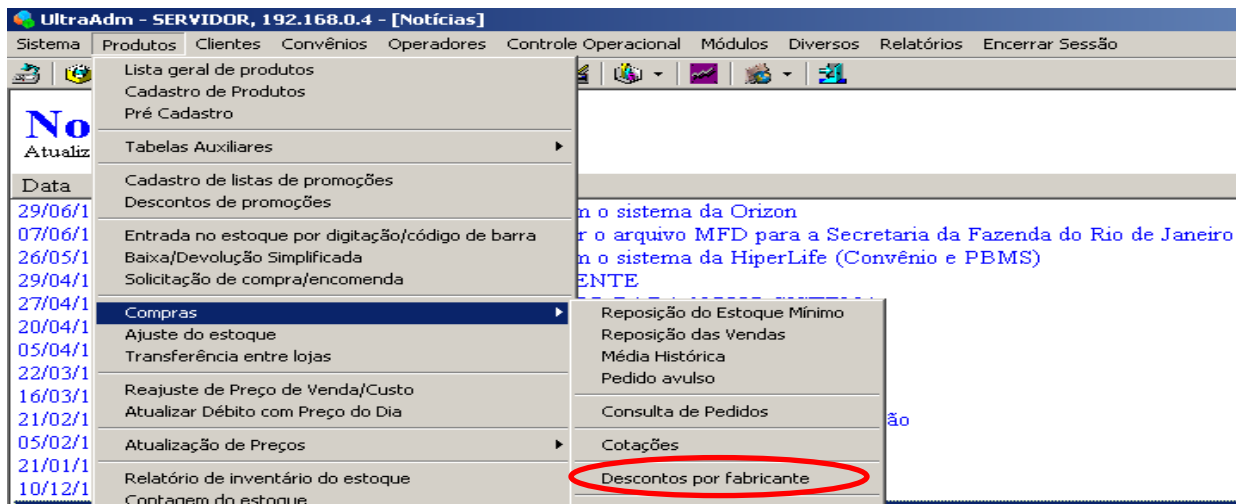 UltraAdm - SERVIDOR, 192.168.0.4 - [Notícias]
Sistema Produtos Clientes Convênios Operadores Controle Operacional Módulos Diversos Relatórios Encerrar Sessão
Lista geral de produtos
Cadastro de Produtos
Pré Cadastro
Tabelas Auxiliares
Cadastro de listas de promoções
Descontos de promoções
Entrada no estoque por digitação/código de barra
Baixa/Devolução Simplificada
Solicitação de compra/encomenda
Compras
Ajuste do estoque
Transferência entre lojas
Reajuste de Preço de Venda/Custo
Atualizar Débito com Preço do Dia
Atualização de Preços
Relatório de inventário do estoque
Contagem do estoque
Reposição do Estoque Mínimo
Reposição das Vendas
Média Histórica
Pedido avulso
Consulta de Pedidos
Cotações
Descontos por fabricante
No
Atualiz
Data
29/06/1 m o sistema da Orizon
07/06/1 r o arquivo MFD para a Secretaria da Fazenda do Rio de Janeiro
26/05/1 m o sistema da HiperLife (Convênio e PBMS)
29/04/1 ENTE
27/04/1
20/04/1
05/04/1
22/03/1
16/03/1
21/02/1 ão
05/02/1
21/01/1
10/12/1